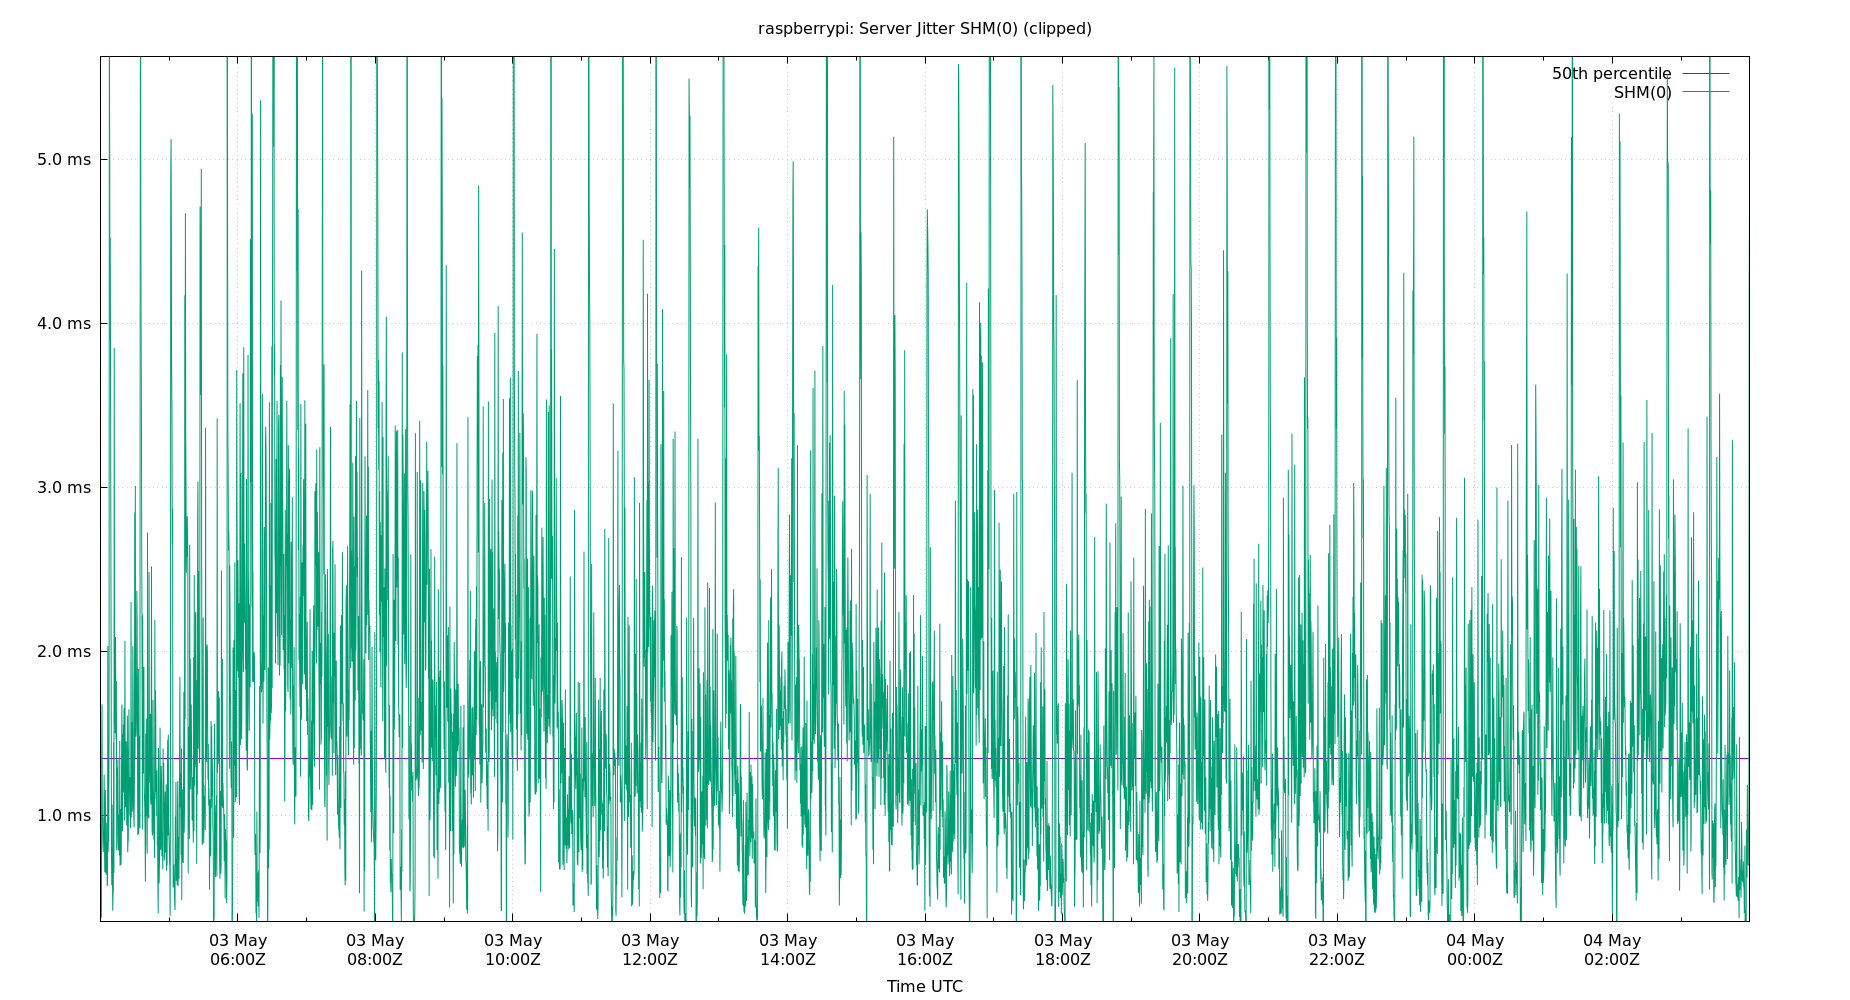 raspberrypi: Server Jitter SHM(0) (clipped)
50th percentile
SHM(0)
5.0 ms
4.0 ms
3.0 ms
2.0 ms
1.0 ms
03 May 03 May 03 May 03 May 03 May 03 May 03 May 03 May 03 May 04 May 04 May
06:00Z 08:00Z 10:00Z 12:00Z 14:00Z 16:00Z 18:00Z 20:00Z 22:00Z 00:00Z 02:00Z
Time UTC